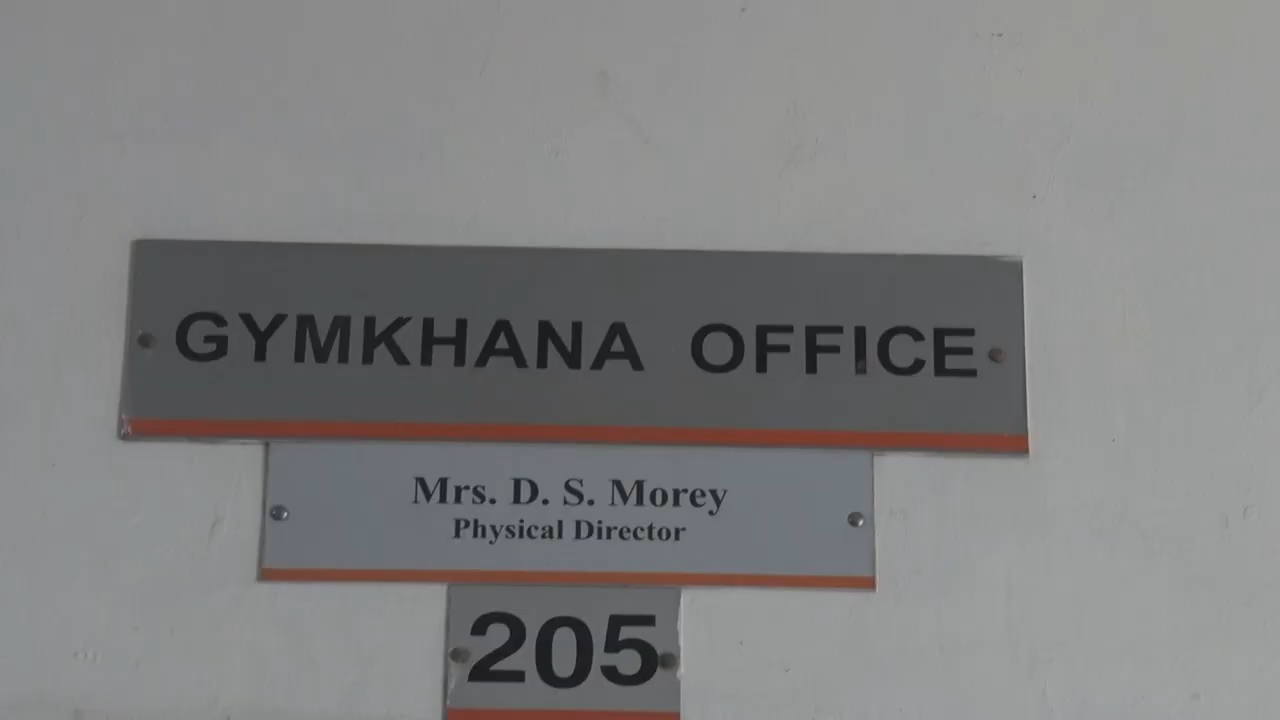 GYMKHANA OFFICE
Mrs. D. S. Morey
Physical Director
205